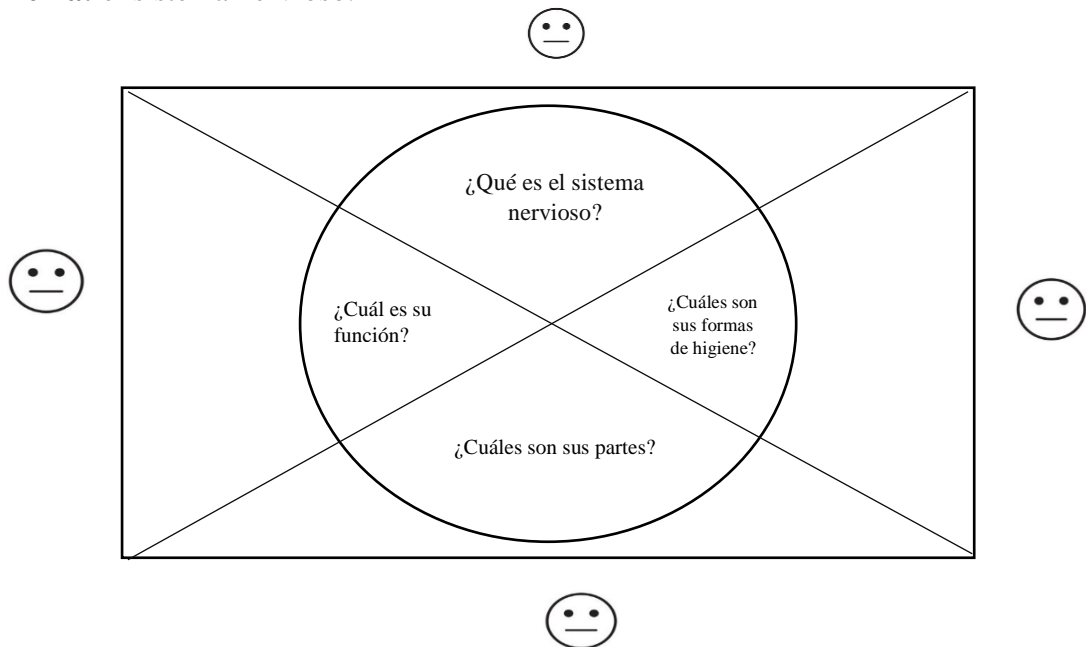 ¿Qué es el sistema
nervioso?
¿Cuál es su
función?
¿Cuáles son
sus formas
de higiene?
¿Cuáles son sus partes?